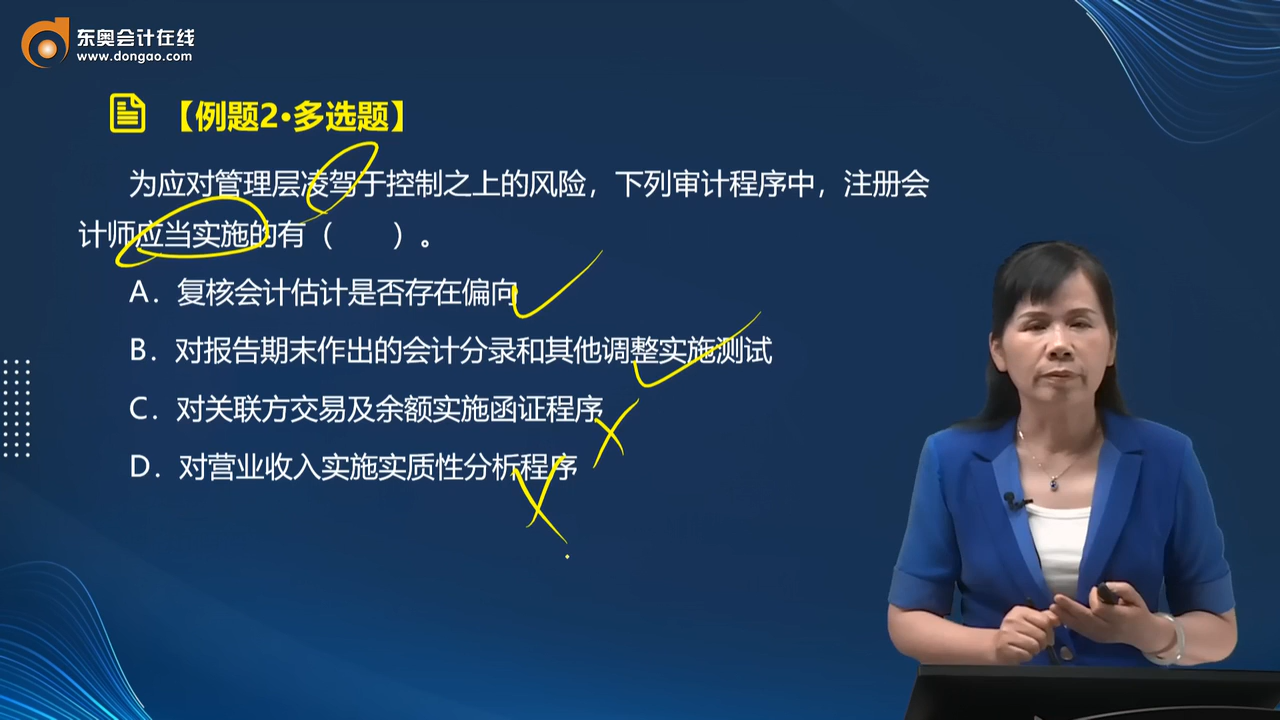 东奥会计在线
www.dongao.com
【例题2•多选题】
为应对管理层凌驾于控制之上的风险，下列审计程序中，注册会
计师应当实施的有（　　）。
A．复核会计估计是否存在偏向
B．对报告期末作出的会计分录和其他调整实施测试
C．对关联方交易及余额实施函证程序
D．对营业收入实施实质性分析程序